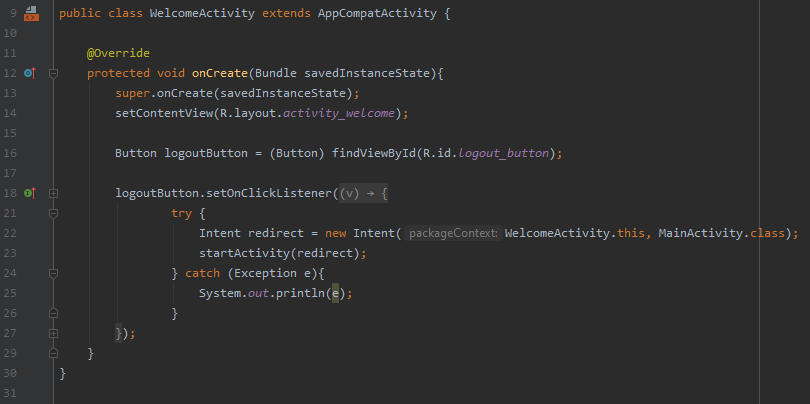 9 public class WelcomeActivity extends AppCompatActivity {
10
11 @Override
12 protected void onCreate(Bundle savedInstanceState){
13 super.onCreate(savedInstanceState);
14 setContentView(R.layout.activity_welcome);
15
16 Button logoutButton = (Button) findViewById(R.id.logout_button);
17
18 logoutButton.setOnClickListener((v) → {
21 try {
22 Intent redirect = new Intent( packageContext: WelcomeActivity.this, MainActivity.class);
23 startActivity(redirect);
24 } catch (Exception e){
25 System.out.println(e);
26 }
27 });
29 }
30 }
31